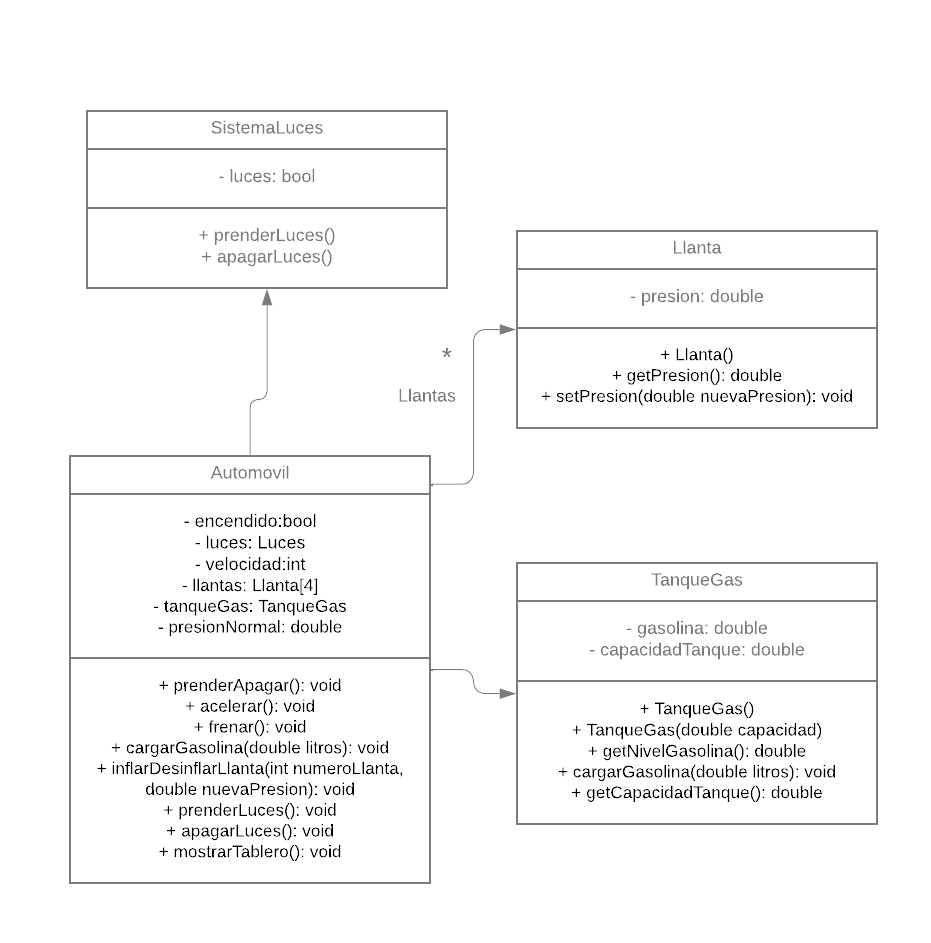 SistemaLuces
- luces: bool
+ prenderLuces()
+ apagarLuces()
Llanta
- presion: double
+ Llanta()
+ getPresion(): double
+ setPresion(double nuevaPresion): void
*
Llantas
Automovil
- encendido:bool
- luces: Luces
- velocidad:int
- llantas: Llanta[4]
- tanqueGas: TanqueGas
- presionNormal: double
+ prenderApagar(): void
+ acelerar(): void
+ frenar(): void
+ cargarGasolina(double litros): void
+ inflarDesinflarLlanta(int numeroLlanta,
double nuevaPresion): void
+ prenderLuces(): void
+ apagarLuces(): void
+ mostrarTablero(): void
TanqueGas
- gasolina: double
- capacidadTanque: double
+ TanqueGas()
+ TanqueGas(double capacidad)
+ getNivelGasolina(): double
+ cargarGasolina(double litros): void
+ getCapacidadTanque(): double